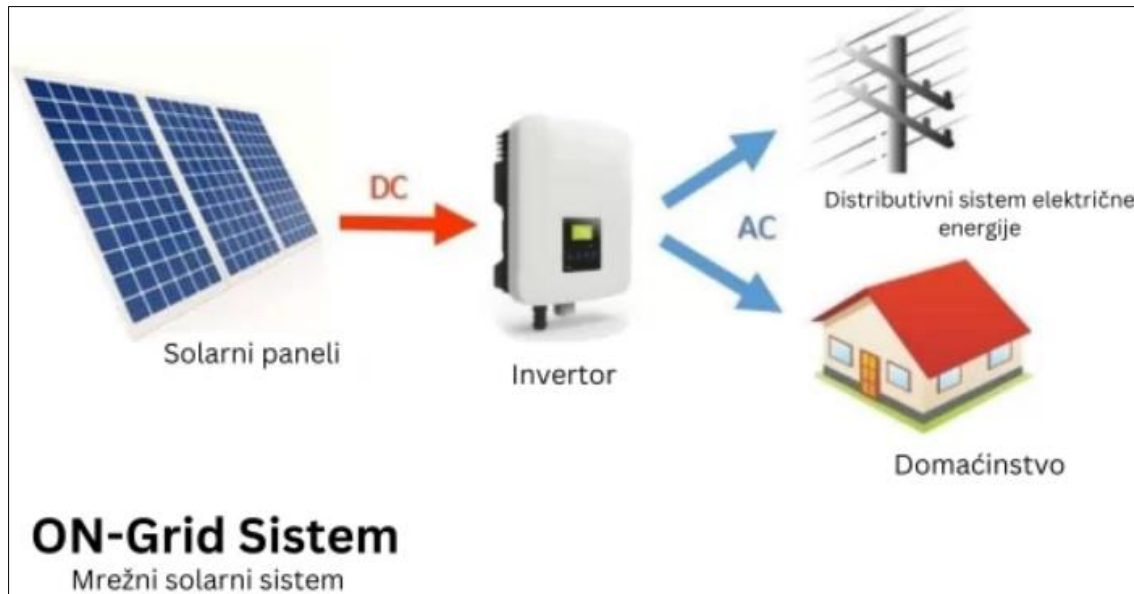 DC
AC
Distributivni sistem električne
energije
Solarni paneli
Invertor
Domaćinstvo
ON-Grid Sistem
Mrežni solarni sistem